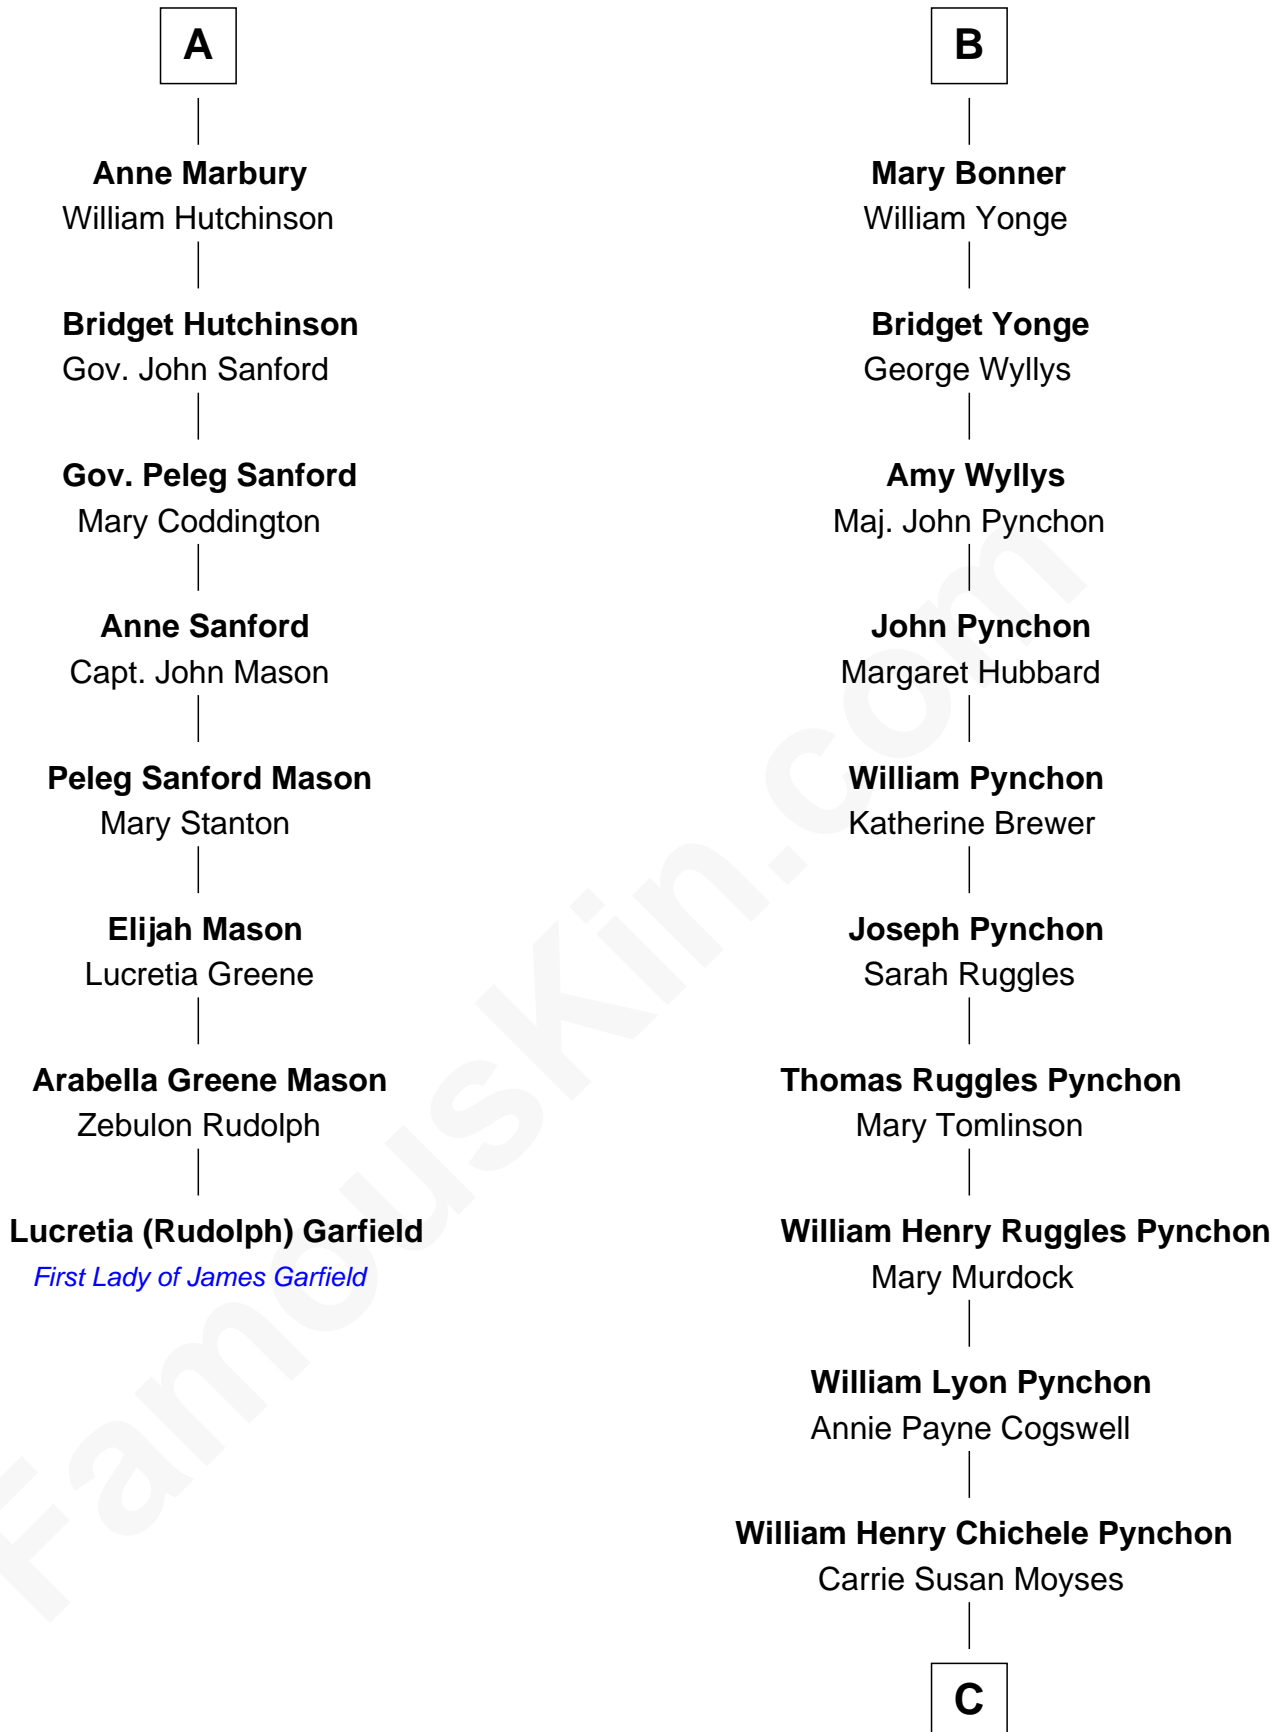 A
Anne Marbury
William Hutchinson
Bridget Hutchinson
Gov. John Sanford
Gov. Peleg Sanford
Mary Coddington
Anne Sanford
Capt. John Mason
Peleg Sanford Mason
Mary Stanton
Elijah Mason
Lucretia Greene
Arabella Greene Mason
Zebulon Rudolph
Lucretia (Rudolph) Garfield
First Lady of James Garfield
B
Mary Bonner
William Yonge
Bridget Yonge
George Wyllys
Amy Wyllys
Maj. John Pynchon
John Pynchon
Margaret Hubbard
William Pynchon
Katherine Brewer
Joseph Pynchon
Sarah Ruggles
Thomas Ruggles Pynchon
Mary Tomlinson
William Henry Ruggles Pynchon
Mary Murdock
William Lyon Pynchon
Annie Payne Cogswell
William Henry Chichele Pynchon
Carrie Susan Moyses
C
FamousKin.com